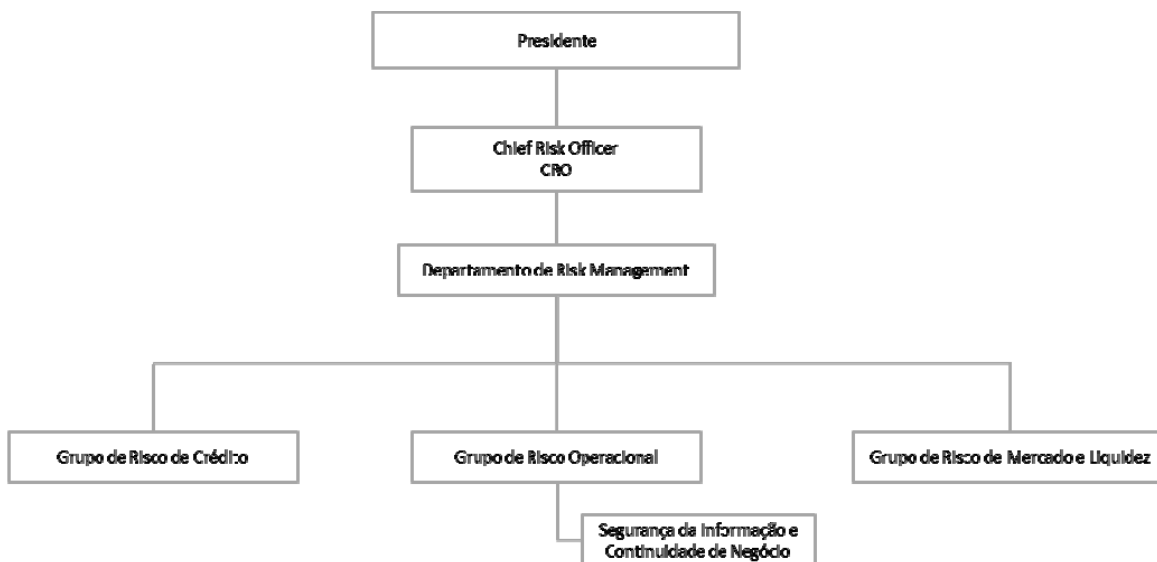 Presidente
Chief Risk Officer
CRO
Departamento de Risk Management
Grupo de Risco de Crédito
Grupo de Risco Operacional
Grupo de Risco de Mercado e Liquidez
Segurança da Informação e
Continuidade de Negócio